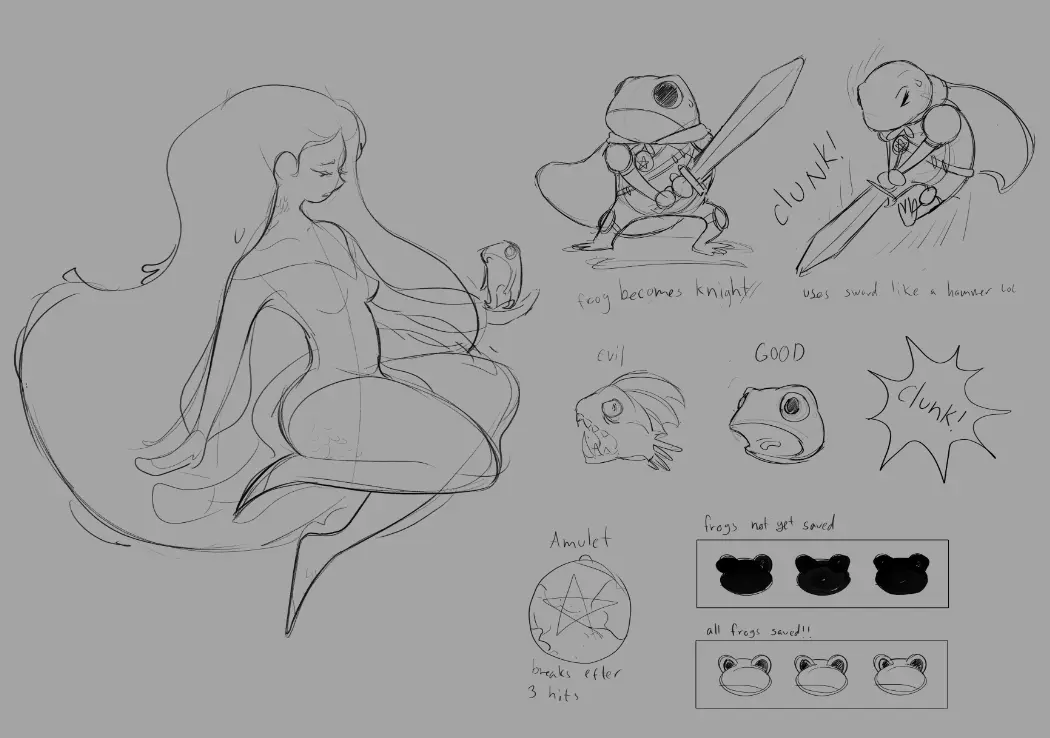 clUNK!
frog becomes knight
uses sword like a hammer LOL
evil
GOOD
clunk!
Amulet
breaks efter
3 hits
frogs not yet saved
all frogs saved!!